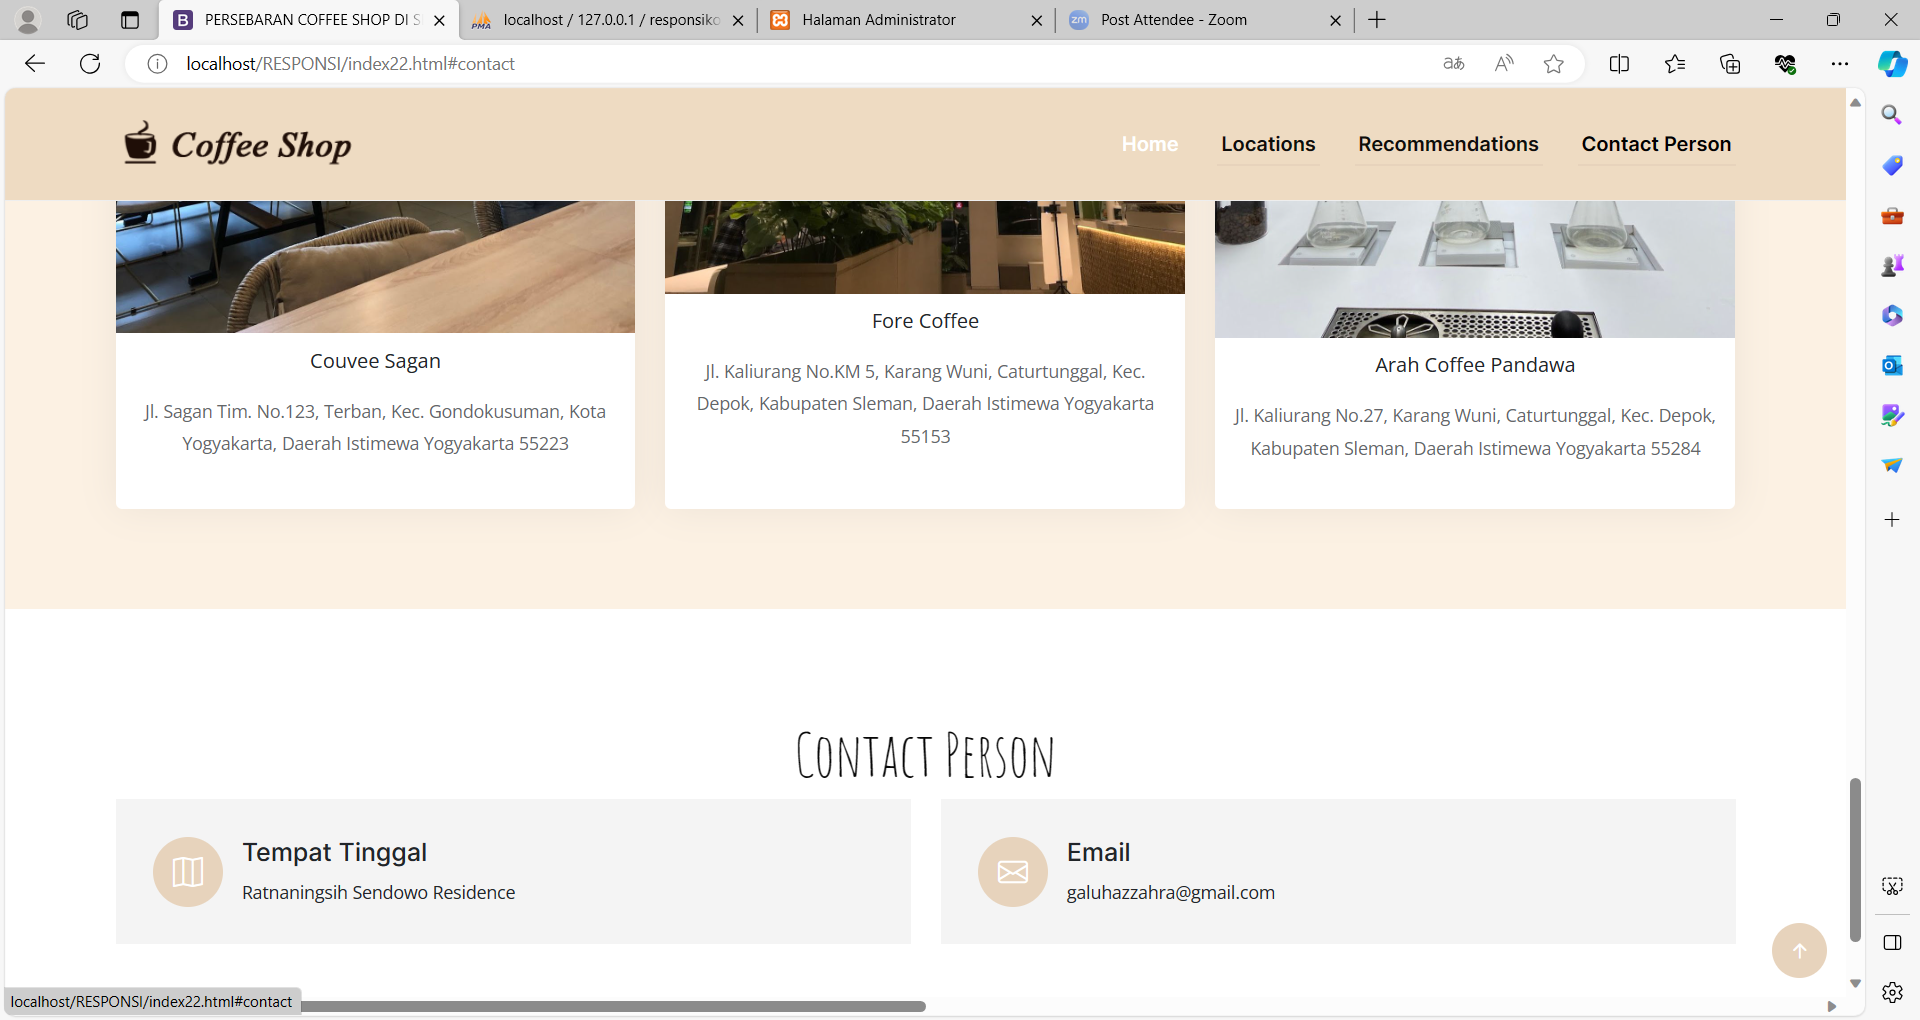 PERSEBARAN COFFEE SHOP DI S
localhost / 127.0.0.1 / responsiko
Halaman Administrator
zm
Post Attendee - Zoom
localhost/RESPONSI/index22.html#contact
Coffee Shop
Home
Locations
Recommendations
Contact Person
Couvee Sagan
Jl. Sagan Tim. No.123, Terban, Kec. Gondokusuman, Kota
Yogyakarta, Daerah Istimewa Yogyakarta 55223
Fore Coffee
Jl. Kaliurang No.KM 5, Karang Wuni, Caturtunggal, Kec.
Depok, Kabupaten Sleman, Daerah Istimewa Yogyakarta
55153
Arah Coffee Pandawa
Jl. Kaliurang No.27, Karang Wuni, Caturtunggal, Kec. Depok,
Kabupaten Sleman, Daerah Istimewa Yogyakarta 55284
Contact Person
Tempat Tinggal
Ratnaningsih Sendowo Residence
Email
galuhazzahra@gmail.com
localhost/RESPONSI/index22.html#contact